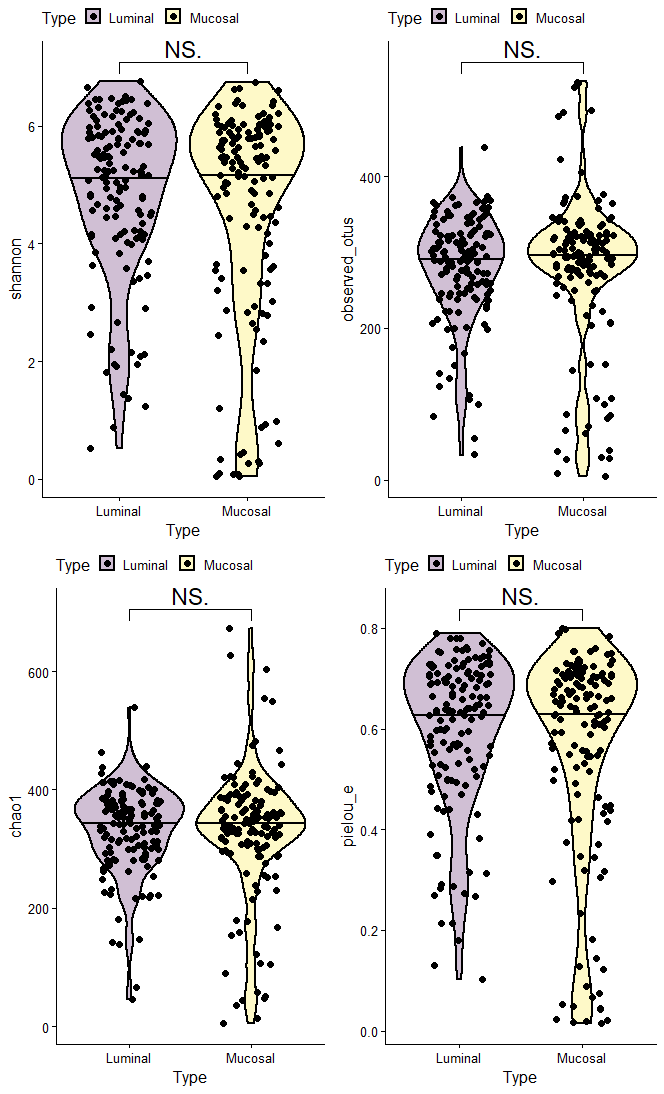 Type Luminal Mucosal
NS.
6
4
2
0
shannon
Luminal Mucosal
Type
Type Luminal Mucosal
NS.
400
200
0
observed_otus
Luminal Mucosal
Type
Type Luminal Mucosal
NS.
600
400
200
0
chao1
Luminal Mucosal
Type
Type Luminal Mucosal
NS.
0.8
0.6
0.4
0.2
0.0
pielou_e
Luminal Mucosal
Type